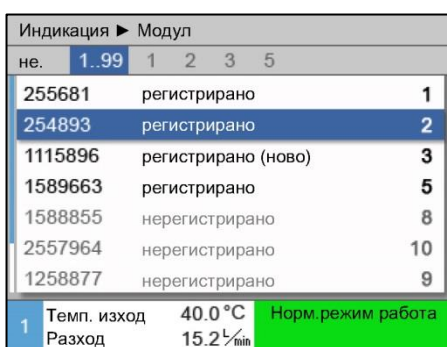 Индикация ► Модул
не. 1..99 1 2 3 5
255681 регистрирано 1
254893 регистрирано 2
1115896 регистрирано (ново) 3
1589663 регистрирано 5
1588855 нерегистрирано 8
2557964 нерегистрирано 10
1258877 нерегистрирано 9
1 Темп. изход 40.0 °C Норм.режим работа
Разход 15.2 L/min